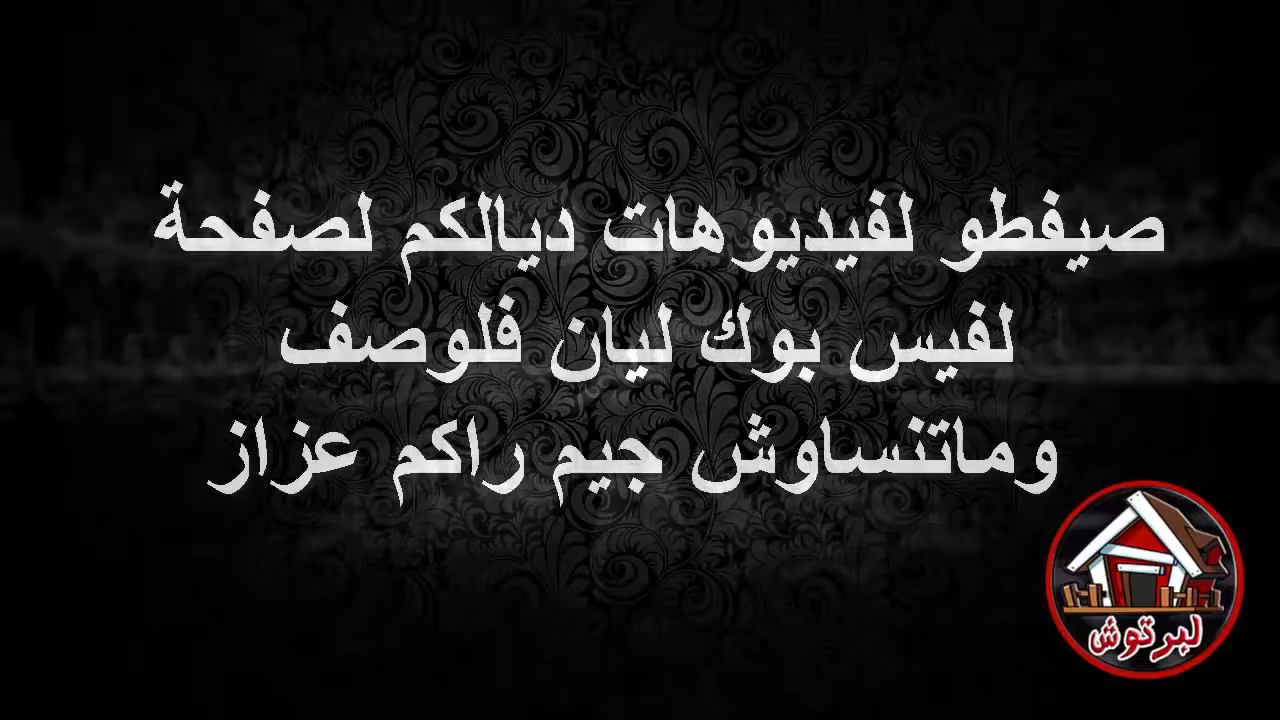 صيفطو لفيديوهات ديالكم لصفحة
لفيس بوك ليان فلوصف
وماتنساوش جيم راكم عزاز
لبرتوش